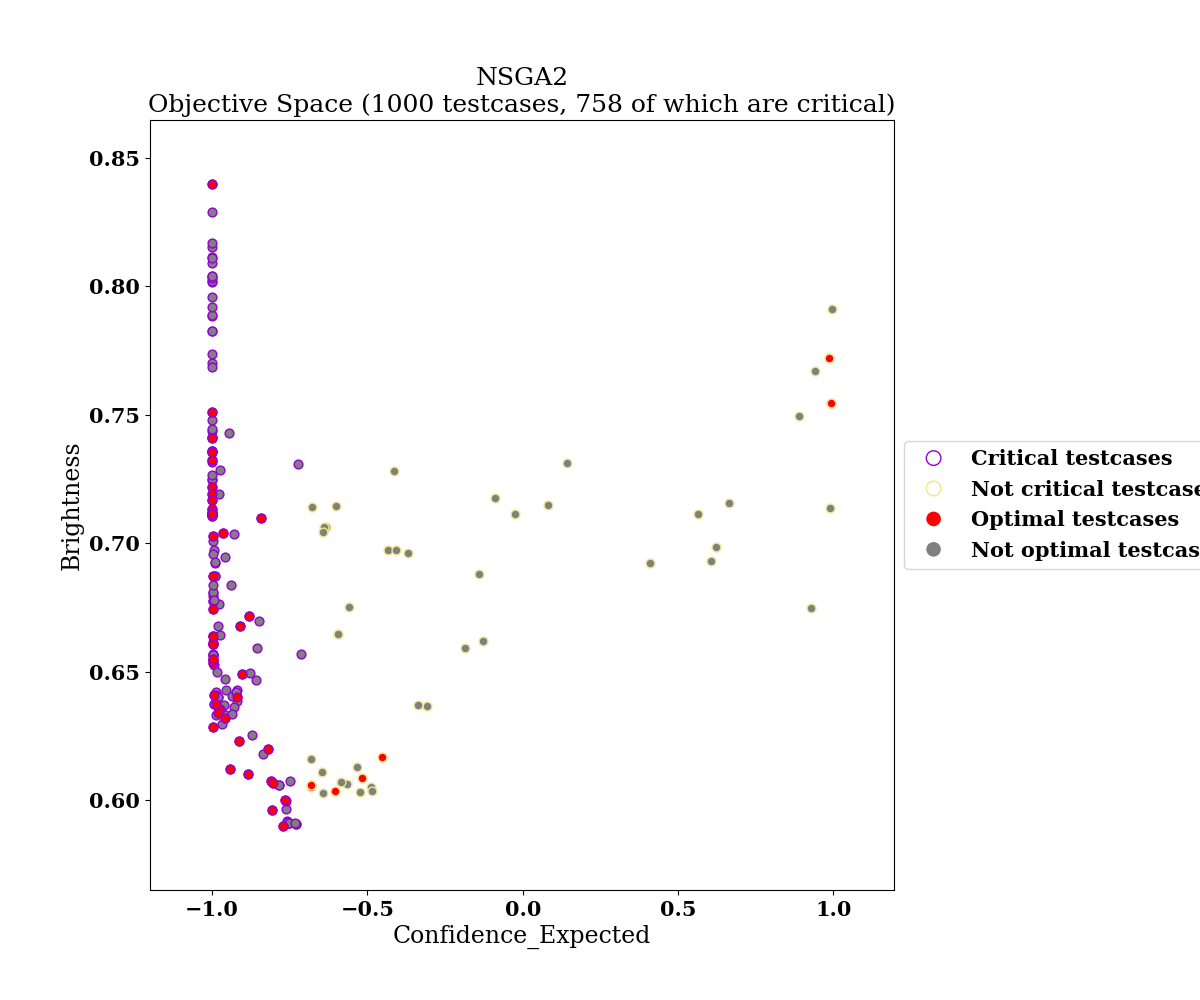 NSGA2
Objective Space (1000 testcases, 758 of which are critical)
0.85
0.80
0.75
0.70
0.65
0.60
Brightness
−1.0
−0.5
0.0
0.5
1.0
Confidence_Expected
Critical testcases
Not critical testcase
Optimal testcases
Not optimal testcas